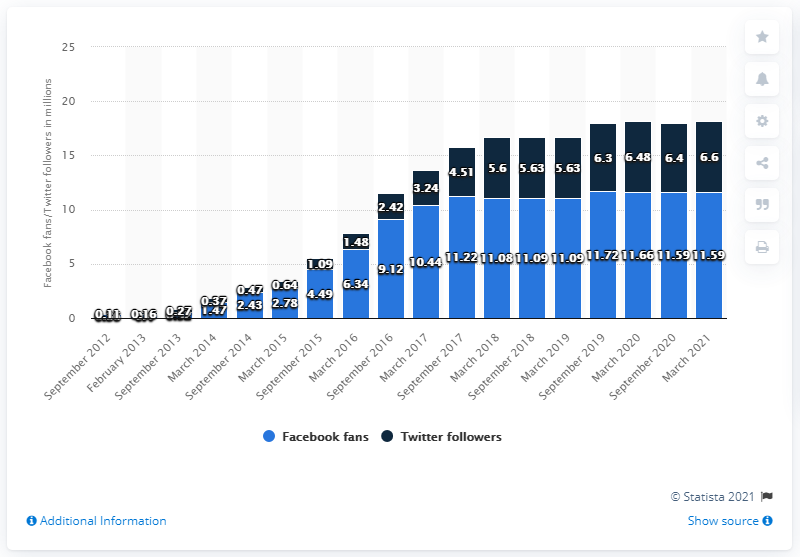 Facebook fans/Twitter followers in millions
25
20
15
10
5
0
0.11
0.16
0.27
0.37
1.47
0.47
2.43
0.64
2.78
1.09
4.49
1.48
6.34
2.42
9.12
3.24
10.44
4.51
11.22
5.6
11.08
5.63
11.09
5.63
11.09
6.3
11.72
6.48
11.66
6.4
11.59
6.6
11.59
September 2012
February 2013
September 2013
March 2014
September 2014
March 2015
September 2015
March 2016
September 2016
March 2017
September 2017
March 2018
September 2018
March 2019
September 2019
March 2020
September 2020
March 2021
Facebook fans
Twitter followers
© Statista 2021
Additional Information
Show source